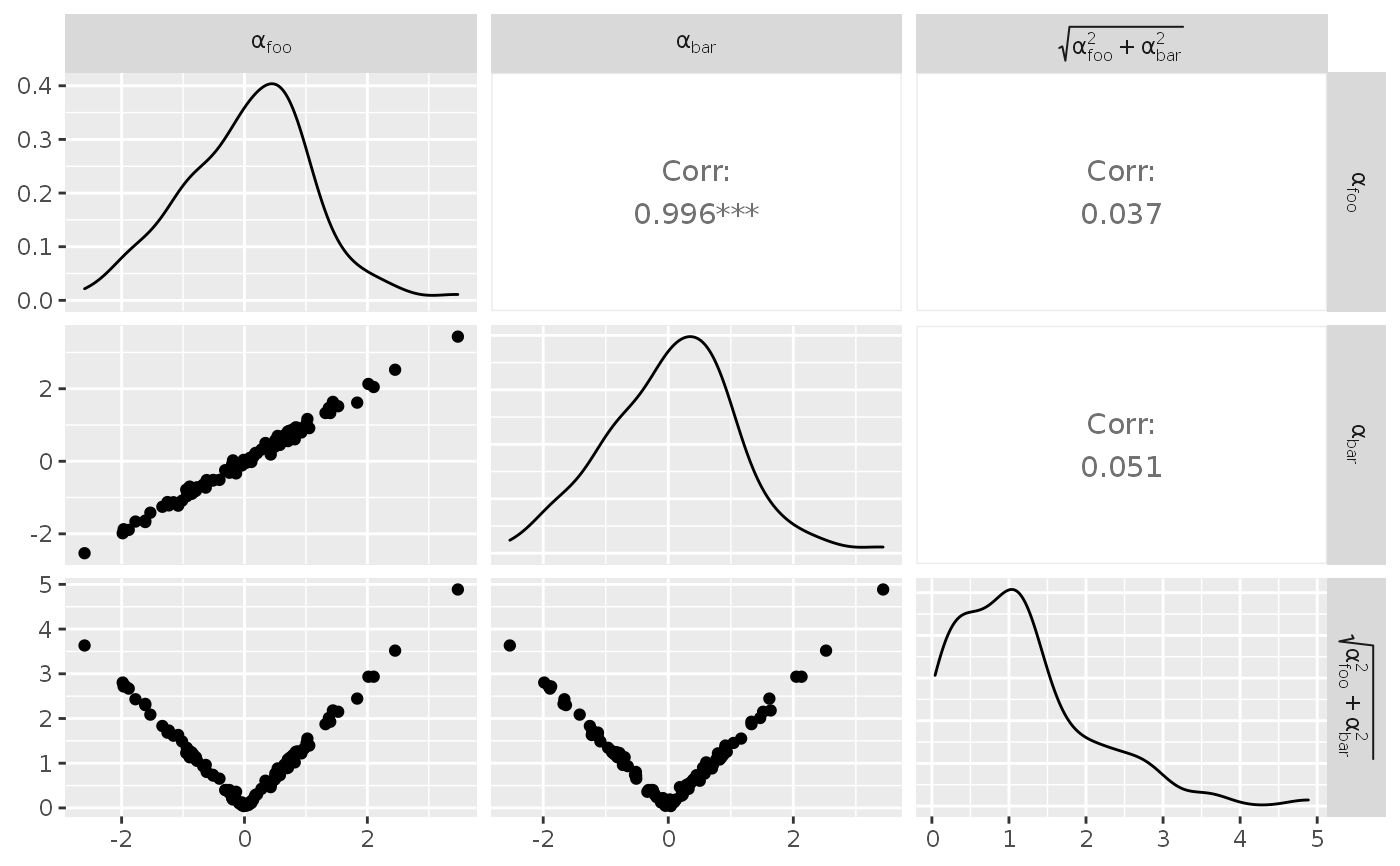 α_foo α_bar √(α²_foo + α²_bar)
0.4
0.3
0.2
0.1
0.0
Corr:
0.996***
Corr:
0.037
α_foo
2
0
-2
Corr:
0.051
α_bar
5
4
3
2
1
0
√(α²_foo + α²_bar)
-2 0 2 -2 0 2 0 1 2 3 4 5